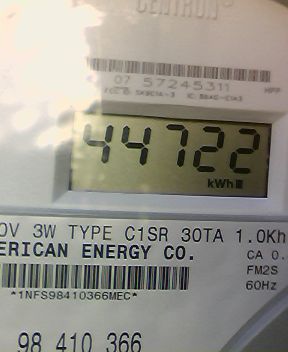 CENTRON
07 57245311
44722
kWh
0V 3W TYPE C1SR 30TA 1.0Kh
ERICAN ENERGY CO.
CA 0.
FM2S
60Hz
*1NFS98410366MEC*
98 410 366